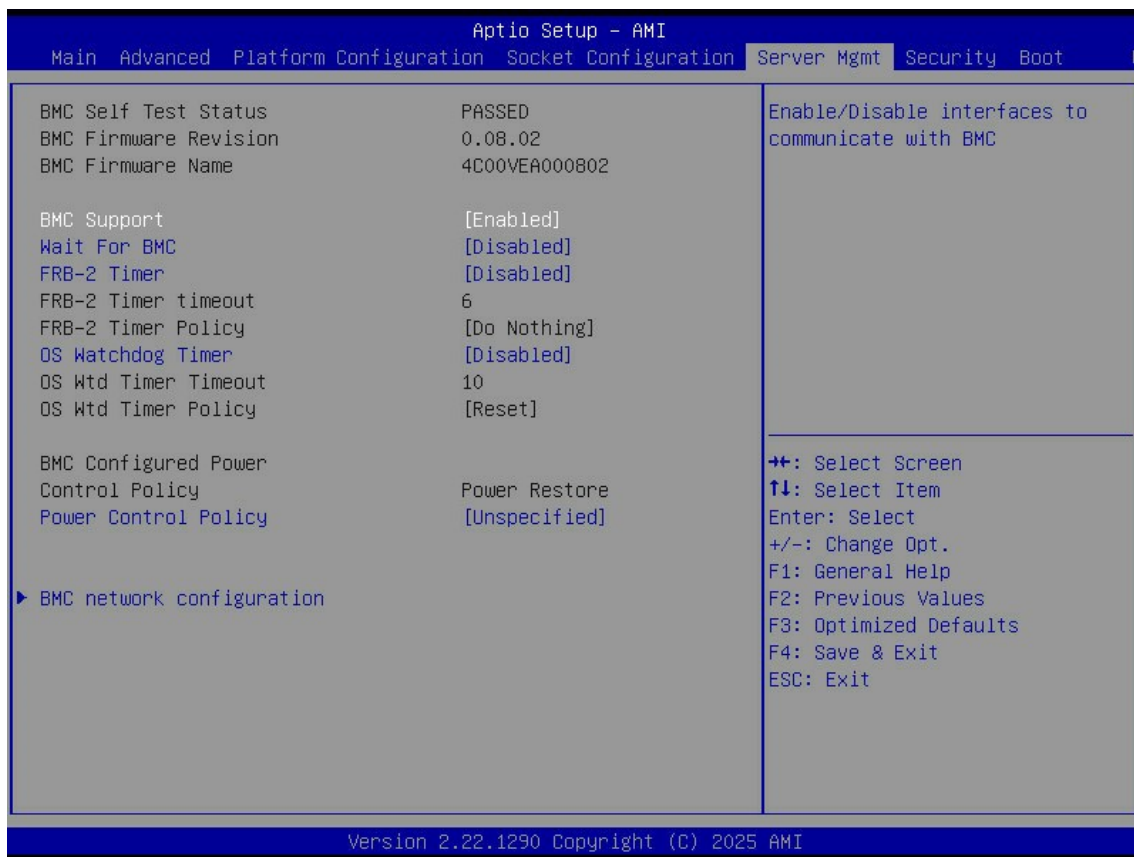 Aptio Setup – AMI
Main Advanced Platform Configuration Socket Configuration Server Mgmt Security Boot
BMC Self Test Status PASSED
BMC Firmware Revision 0.08.02
BMC Firmware Name 4C00VEA000802
BMC Support [Enabled]
Wait For BMC [Disabled]
FRB-2 Timer [Disabled]
FRB-2 Timer timeout 6
FRB-2 Timer Policy [Do Nothing]
OS Watchdog Timer [Disabled]
OS Wtd Timer Timeout 10
OS Wtd Timer Policy [Reset]
BMC Configured Power
Control Policy Power Restore
Power Control Policy [Unspecified]
▶ BMC network configuration
Enable/Disable interfaces to
communicate with BMC
→←: Select Screen
↑↓: Select Item
Enter: Select
+/-: Change Opt.
F1: General Help
F2: Previous Values
F3: Optimized Defaults
F4: Save & Exit
ESC: Exit
Version 2.22.1290 Copyright (C) 2025 AMI